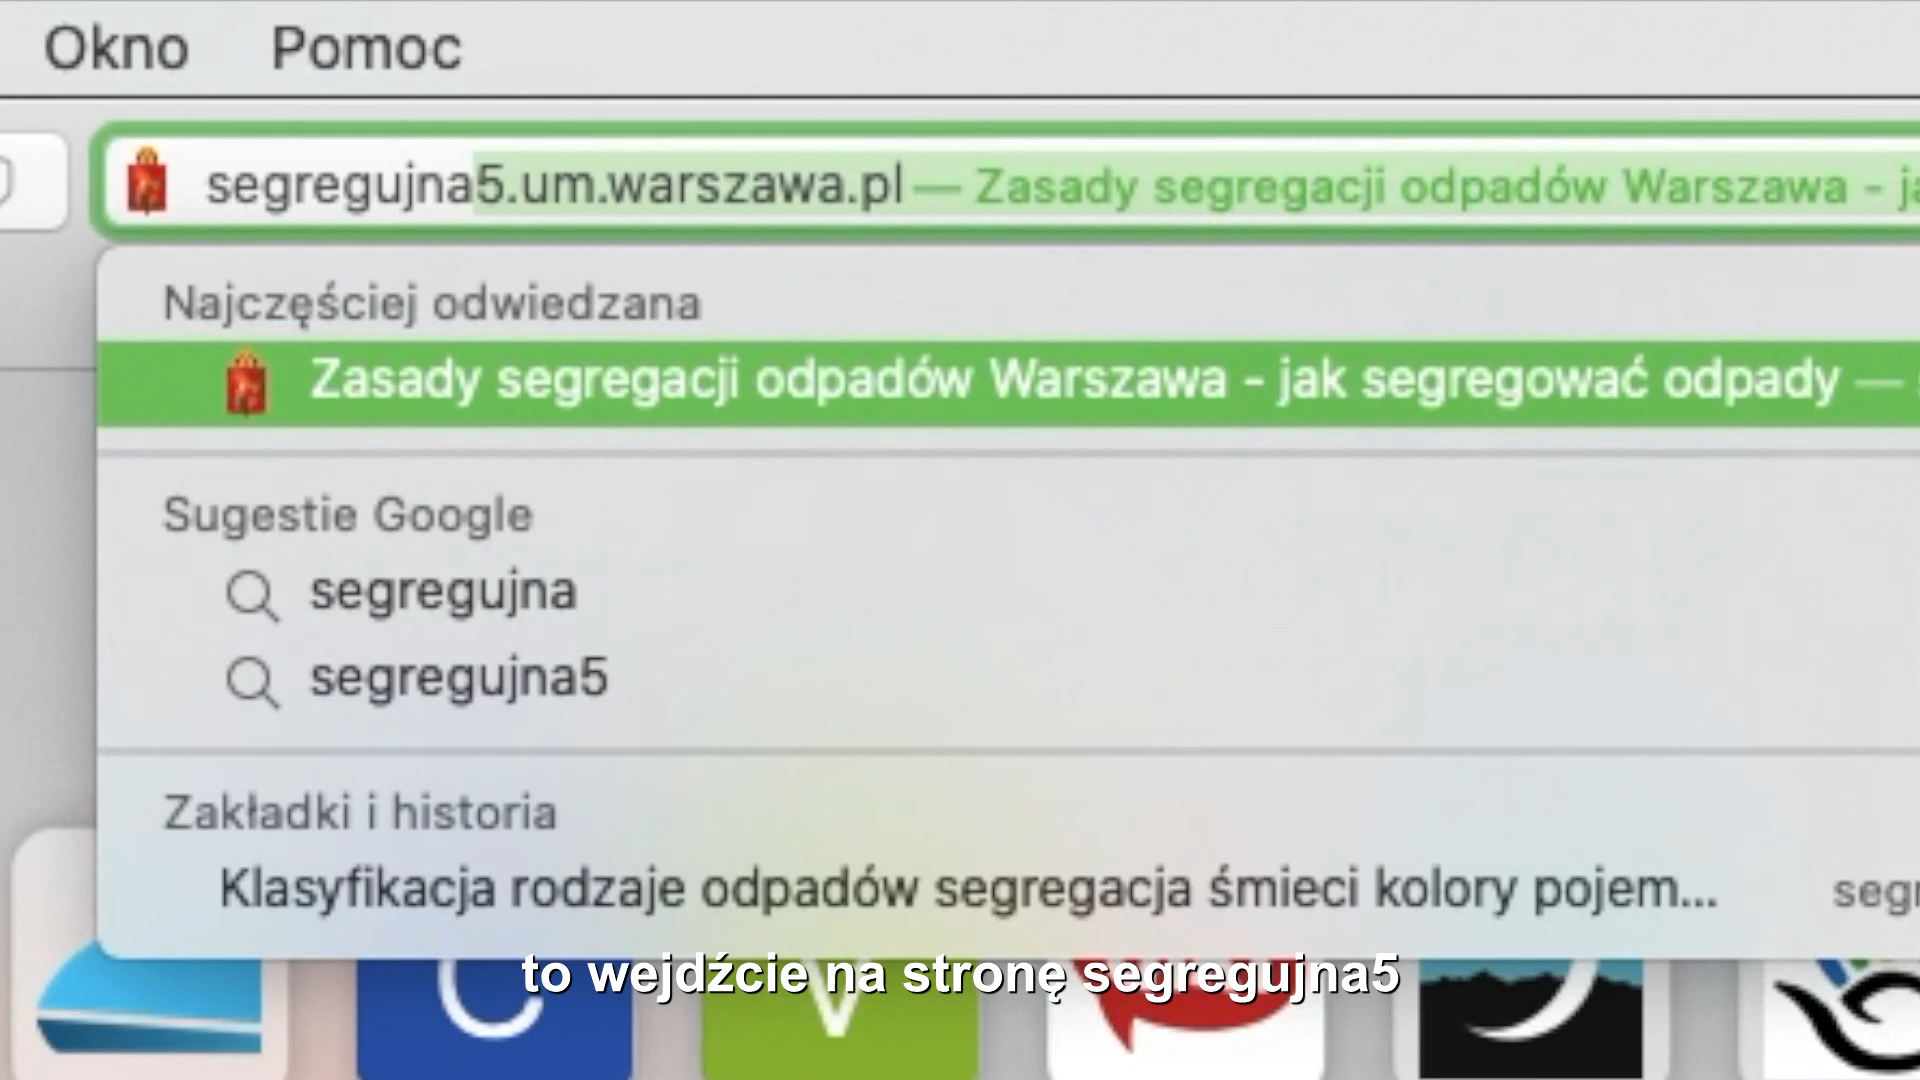 Okno Pomoc
segregujna5.um.warszawa.pl — Zasady segregacji odpadów Warszawa -
Najczęściej odwiedzana
Zasady segregacji odpadów Warszawa - jak segregować odpady —
Sugestie Google
segregujna
segregujna5
Zakładki i historia
Klasyfikacja rodzaje odpadów segregacja śmieci kolory pojem...
to wejdźcie na stronę segregujna5